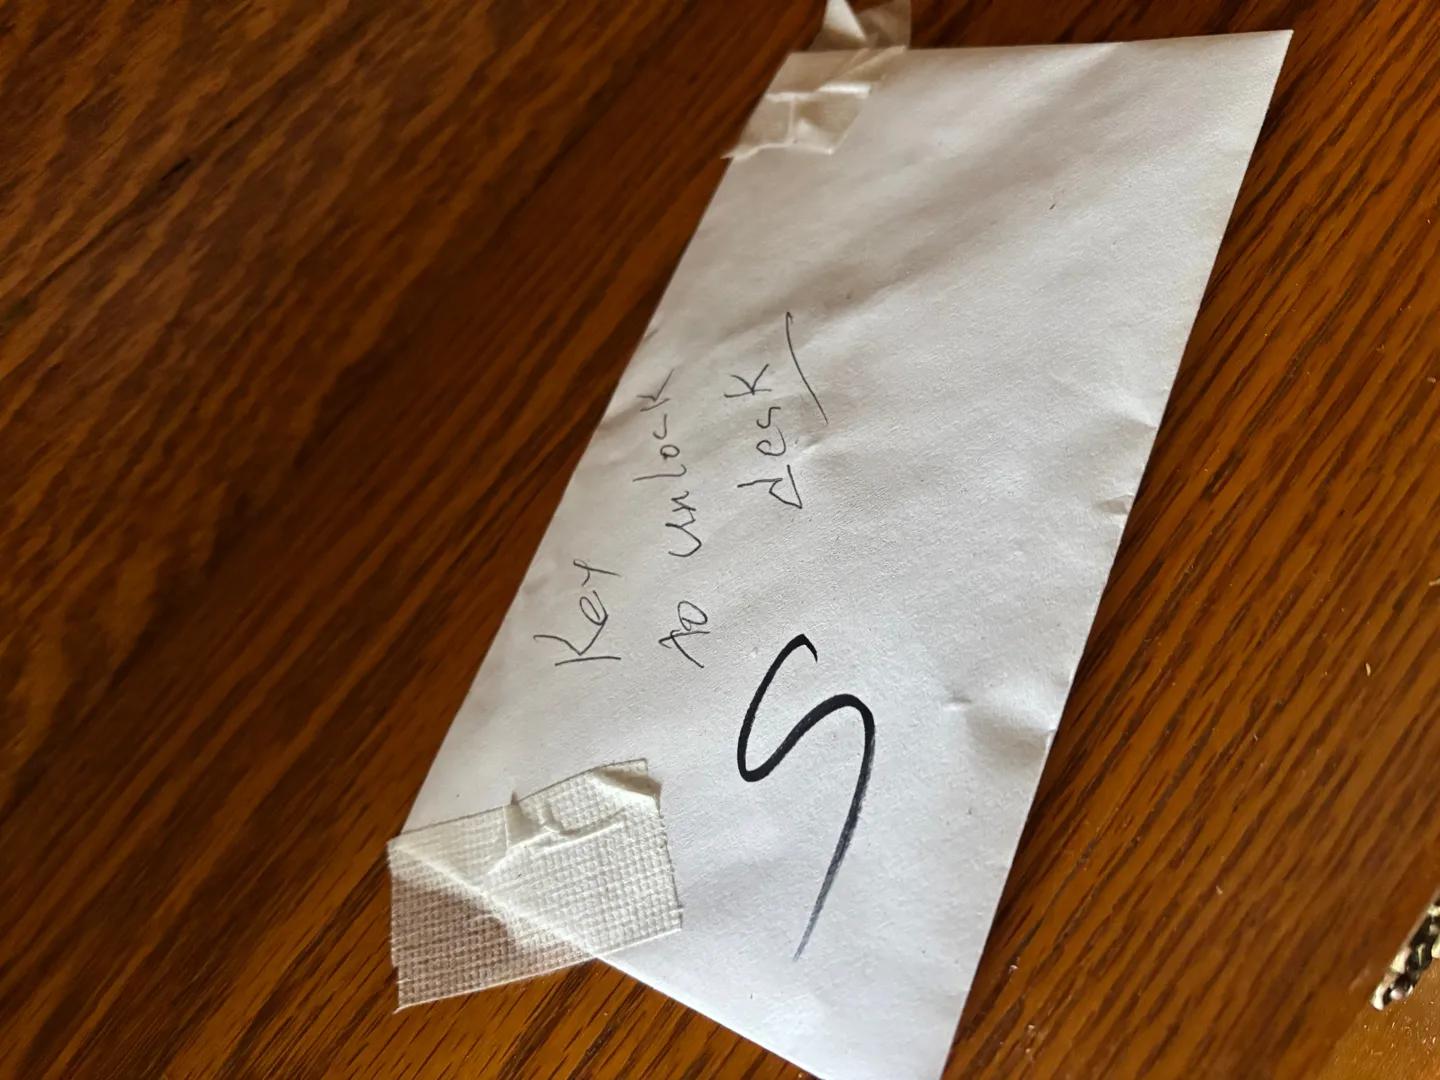 Key
to unlock
desk
S